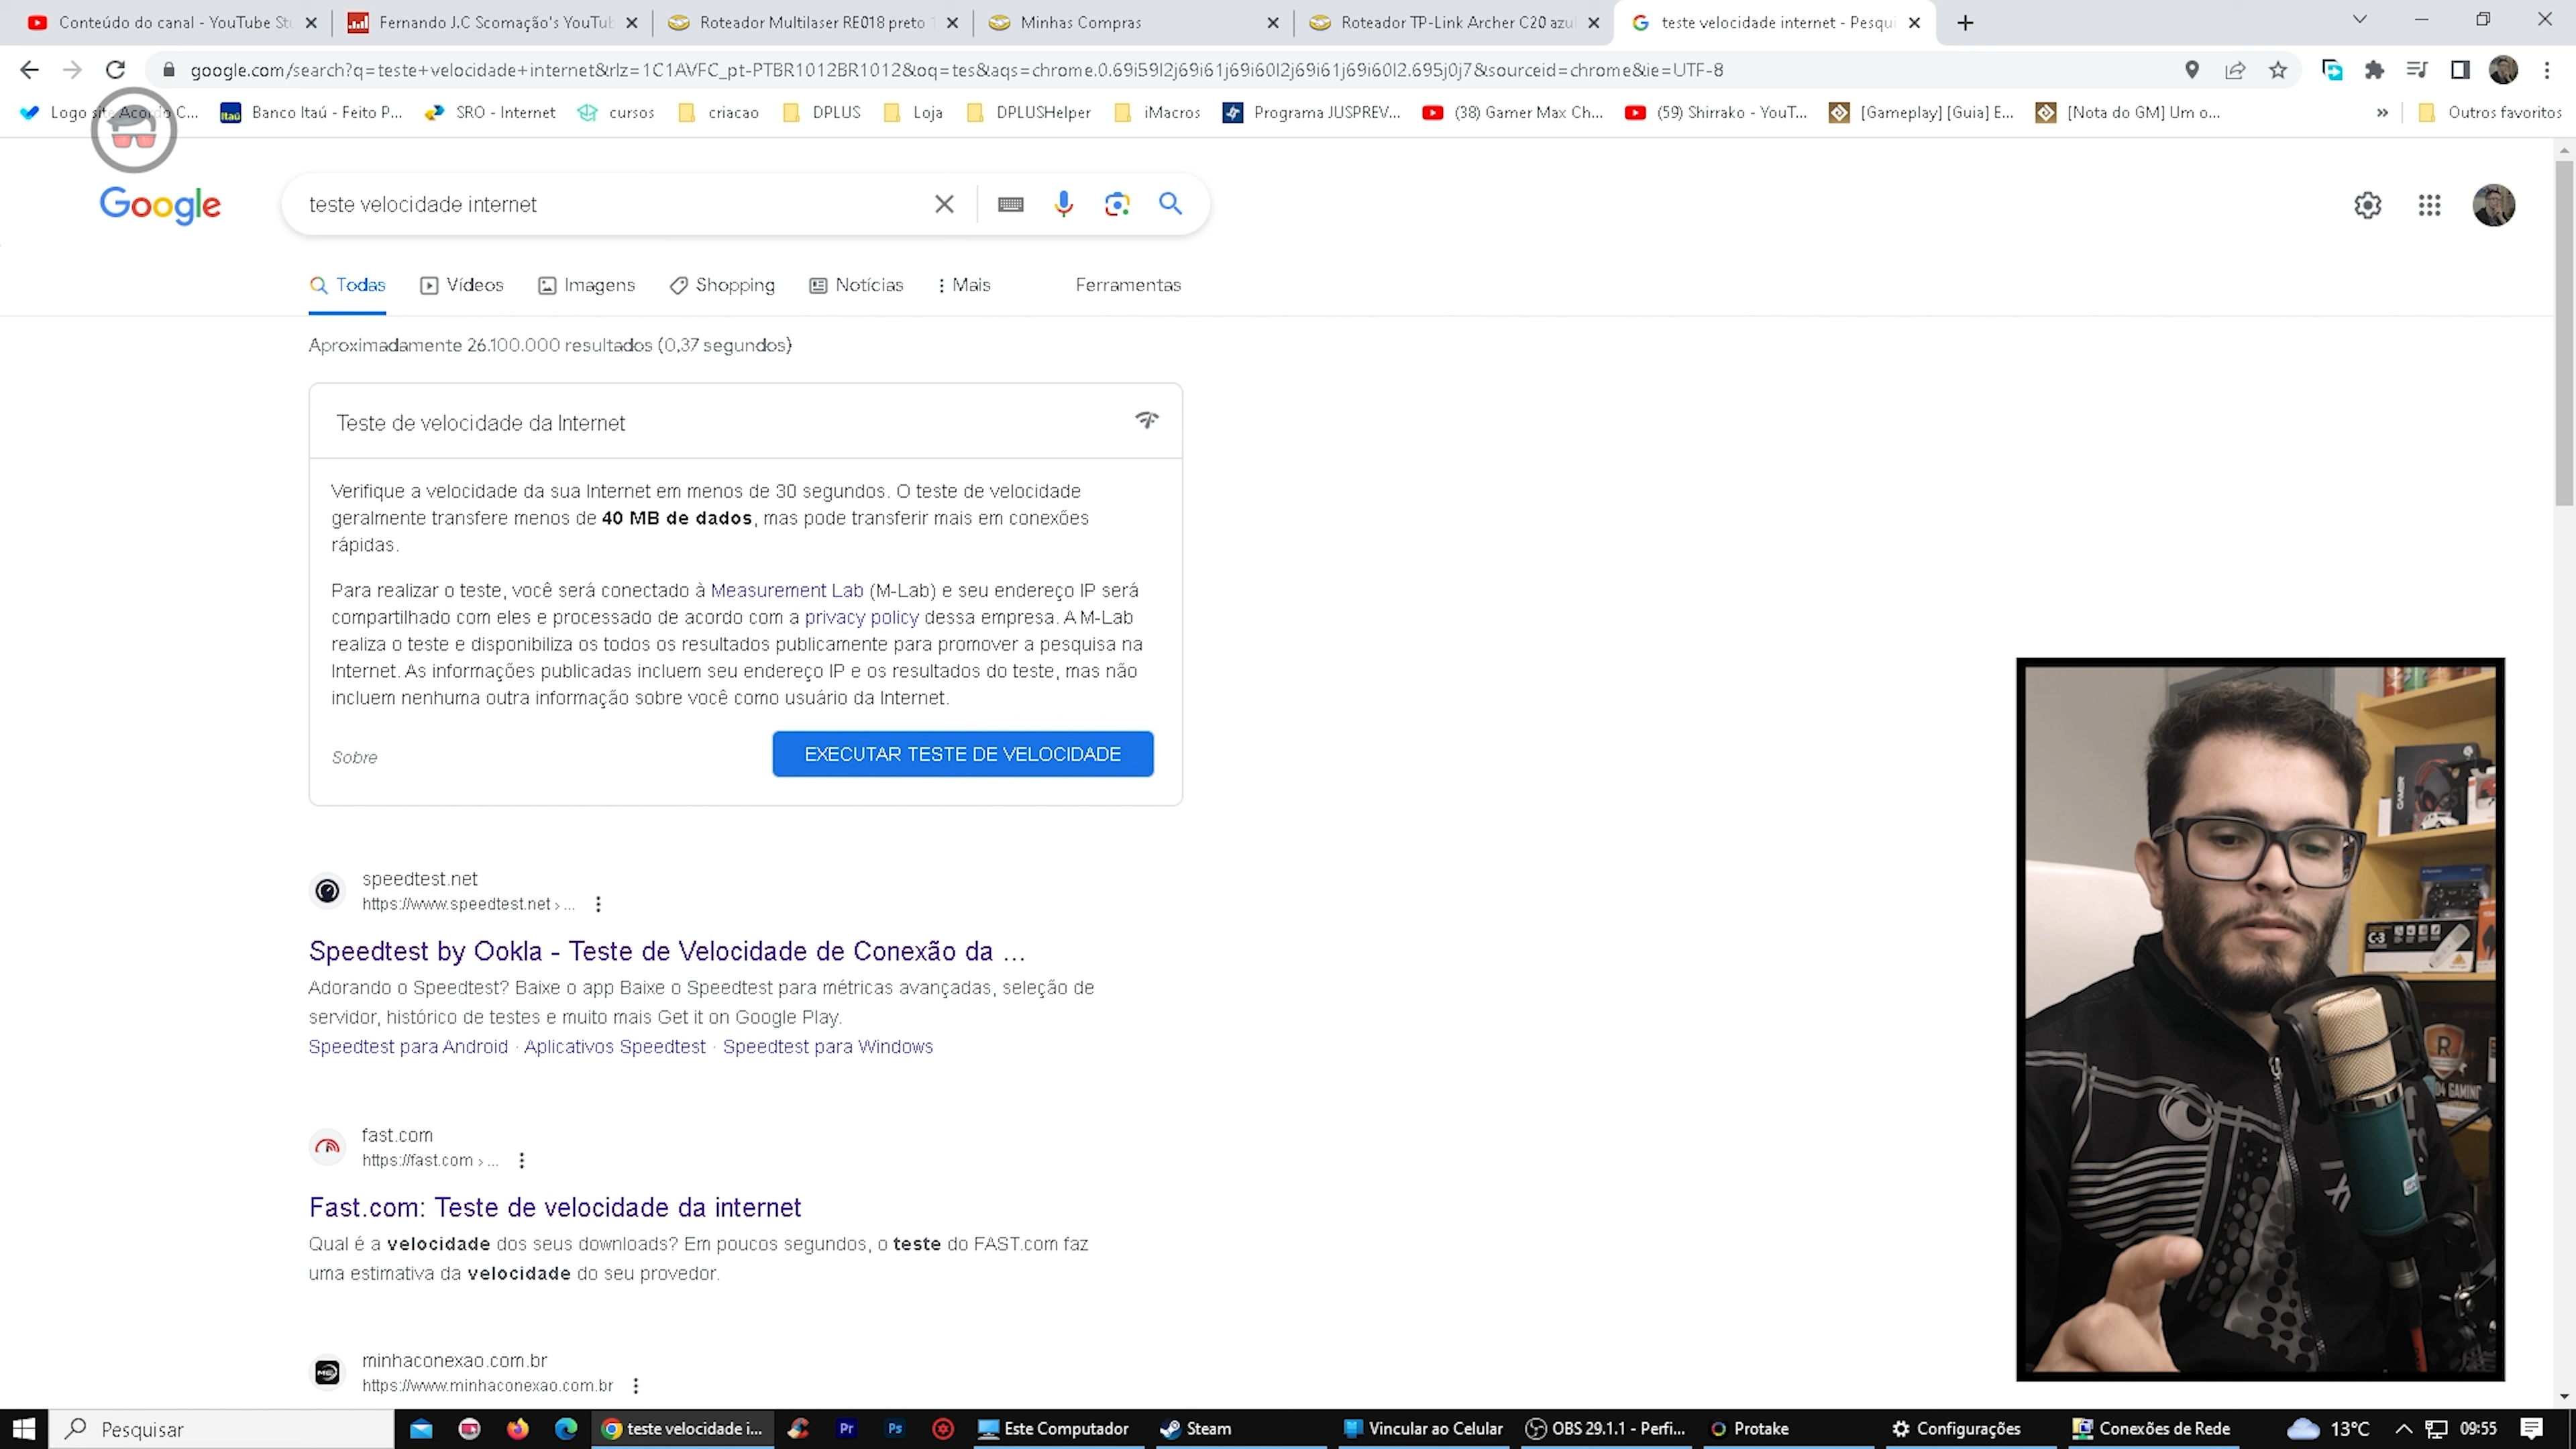 Conteúdo do canal - YouTube St
Fernando J.C Scomação's YouTub
Roteador Multilaser RE018 preto 1
Minhas Compras
Roteador TP-Link Archer C20 azul
teste velocidade internet - Pesqui
google.com/search?q=teste+velocidade+internet&rlz=1C1AVFC_pt-PTBR1012BR1012&oq=tes&aqs=chrome.0.69i59l2j69i61j69i60l2j69i61j69i60l2.695j0j7&sourceid=chrome&ie=UTF-8
Logo site Acordo C...
Itaú
Banco Itaú - Feito P...
SRO - Internet
cursos
criacao
DPLUS
Loja
DPLUSHelper
iMacros
Programa JUSPREV...
(38) Gamer Max Ch...
(59) Shirrako - YouT...
[Gameplay] [Guia] E...
[Nota do GM] Um o...
»
Outros favoritos
Google
teste velocidade internet
Todas
Vídeos
Imagens
Shopping
Notícias
Mais
Ferramentas
Aproximadamente 26.100.000 resultados (0,37 segundos)
Teste de velocidade da Internet
Verifique a velocidade da sua Internet em menos de 30 segundos. O teste de velocidade
geralmente transfere menos de 40 MB de dados, mas pode transferir mais em conexões
rápidas.
Para realizar o teste, você será conectado à Measurement Lab (M-Lab) e seu endereço IP será
compartilhado com eles e processado de acordo com a privacy policy dessa empresa. A M-Lab
realiza o teste e disponibiliza os todos os resultados publicamente para promover a pesquisa na
Internet. As informações publicadas incluem seu endereço IP e os resultados do teste, mas não
incluem nenhuma outra informação sobre você como usuário da Internet.
Sobre
EXECUTAR TESTE DE VELOCIDADE
speedtest.net
https://www.speedtest.net › ...
Speedtest by Ookla - Teste de Velocidade de Conexão da ...
Adorando o Speedtest? Baixe o app Baixe o Speedtest para métricas avançadas, seleção de
servidor, histórico de testes e muito mais Get it on Google Play.
Speedtest para Android · Aplicativos Speedtest · Speedtest para Windows
fast.com
https://fast.com › ...
Fast.com: Teste de velocidade da internet
Qual é a velocidade dos seus downloads? Em poucos segundos, o teste do FAST.com faz
uma estimativa da velocidade do seu provedor.
minhaconexao.com.br
https://www.minhaconexao.com.br
GAMER
C-3
R
GAMING
Pesquisar
teste velocidade i...
Pr
Ps
Este Computador
Steam
Vincular ao Celular
OBS 29.1.1 - Perfi...
Protake
Configurações
Conexões de Rede
13°C
09:55